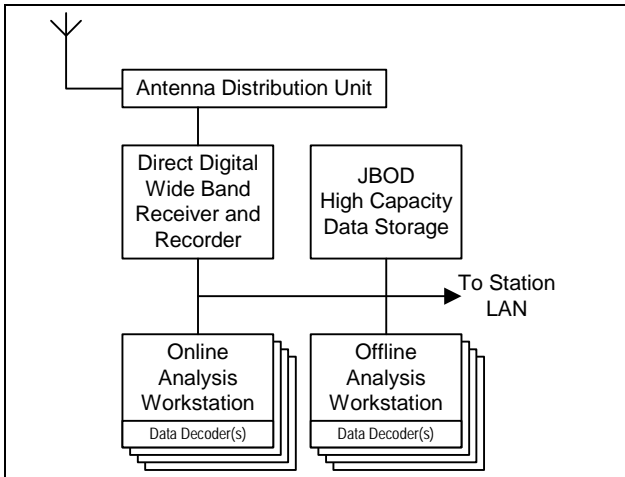 Antenna Distribution Unit
Direct Digital
Wide Band
Receiver and
Recorder
JBOD
High Capacity
Data Storage
To Station
LAN
Online
Analysis
Workstation
Data Decoder(s)
Offline
Analysis
Workstation
Data Decoder(s)